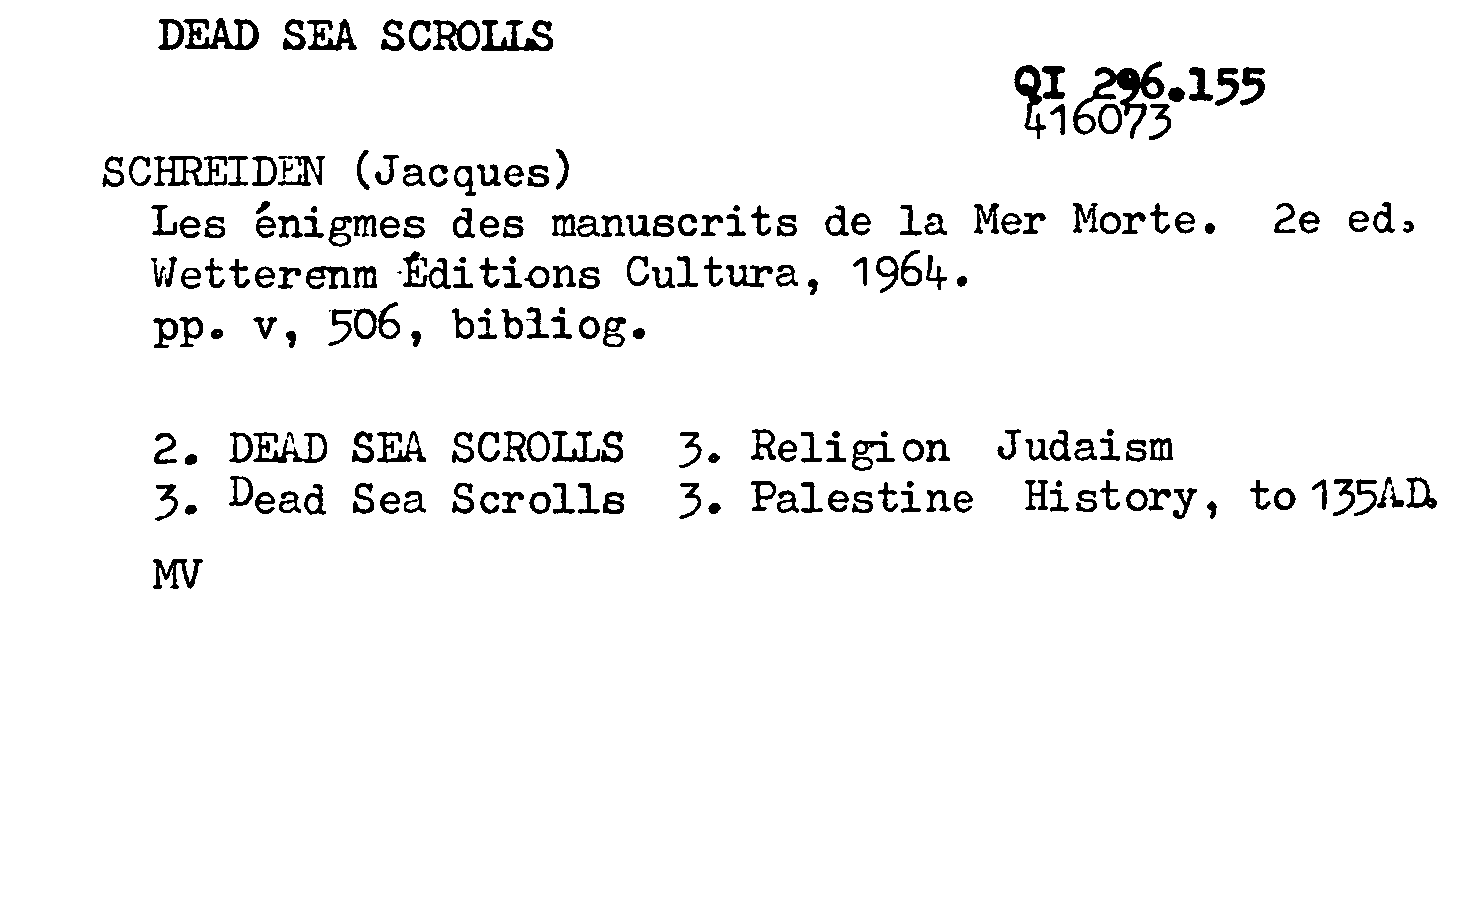 DEAD SEA SCROLLS
QI 296.155
416073
SCHREIDEN (Jacques)
Les énigmes des manuscrits de la Mer Morte. 2e ed,
Wetterenm Éditions Cultura, 1964.
pp. v, 506, bibliog.
2. DEAD SEA SCROLLS 3. Religion Judaism
3. Dead Sea Scrolls 3. Palestine History, to 135A.D.
MV